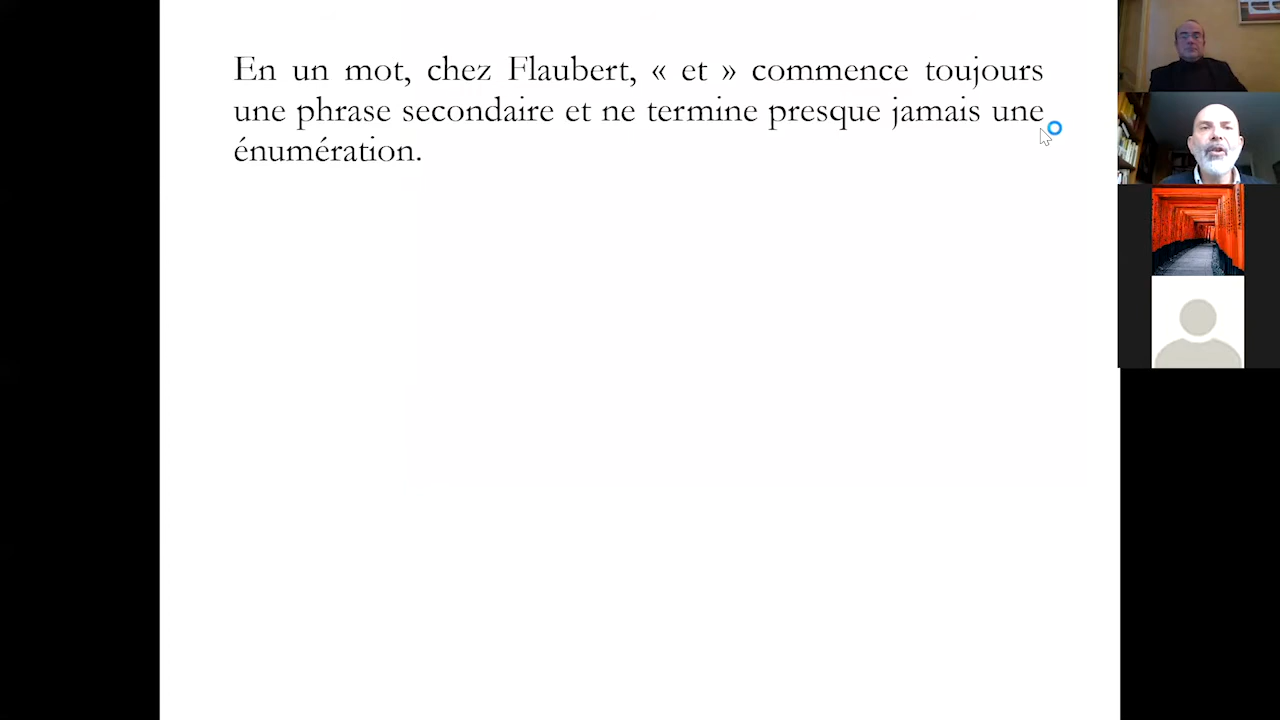 En un mot, chez Flaubert, « et » commence toujours
une phrase secondaire et ne termine presque jamais une
énumération.